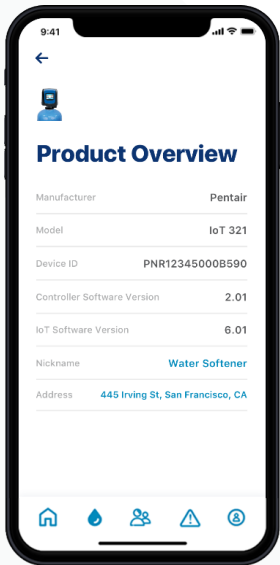 9:41
Product Overview
Manufacturer Pentair
Model IoT 321
Device ID PNR12345000B590
Controller Software Version 2.01
IoT Software Version 6.01
Nickname Water Softener
Address 445 Irving St, San Francisco, CA